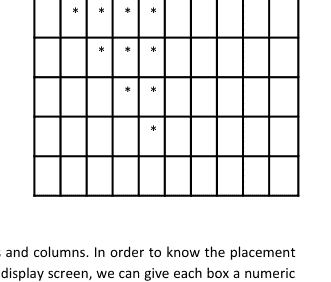 * * * *
* * *
* *
*
s and columns. In order to know the placement
display screen, we can give each box a numeric